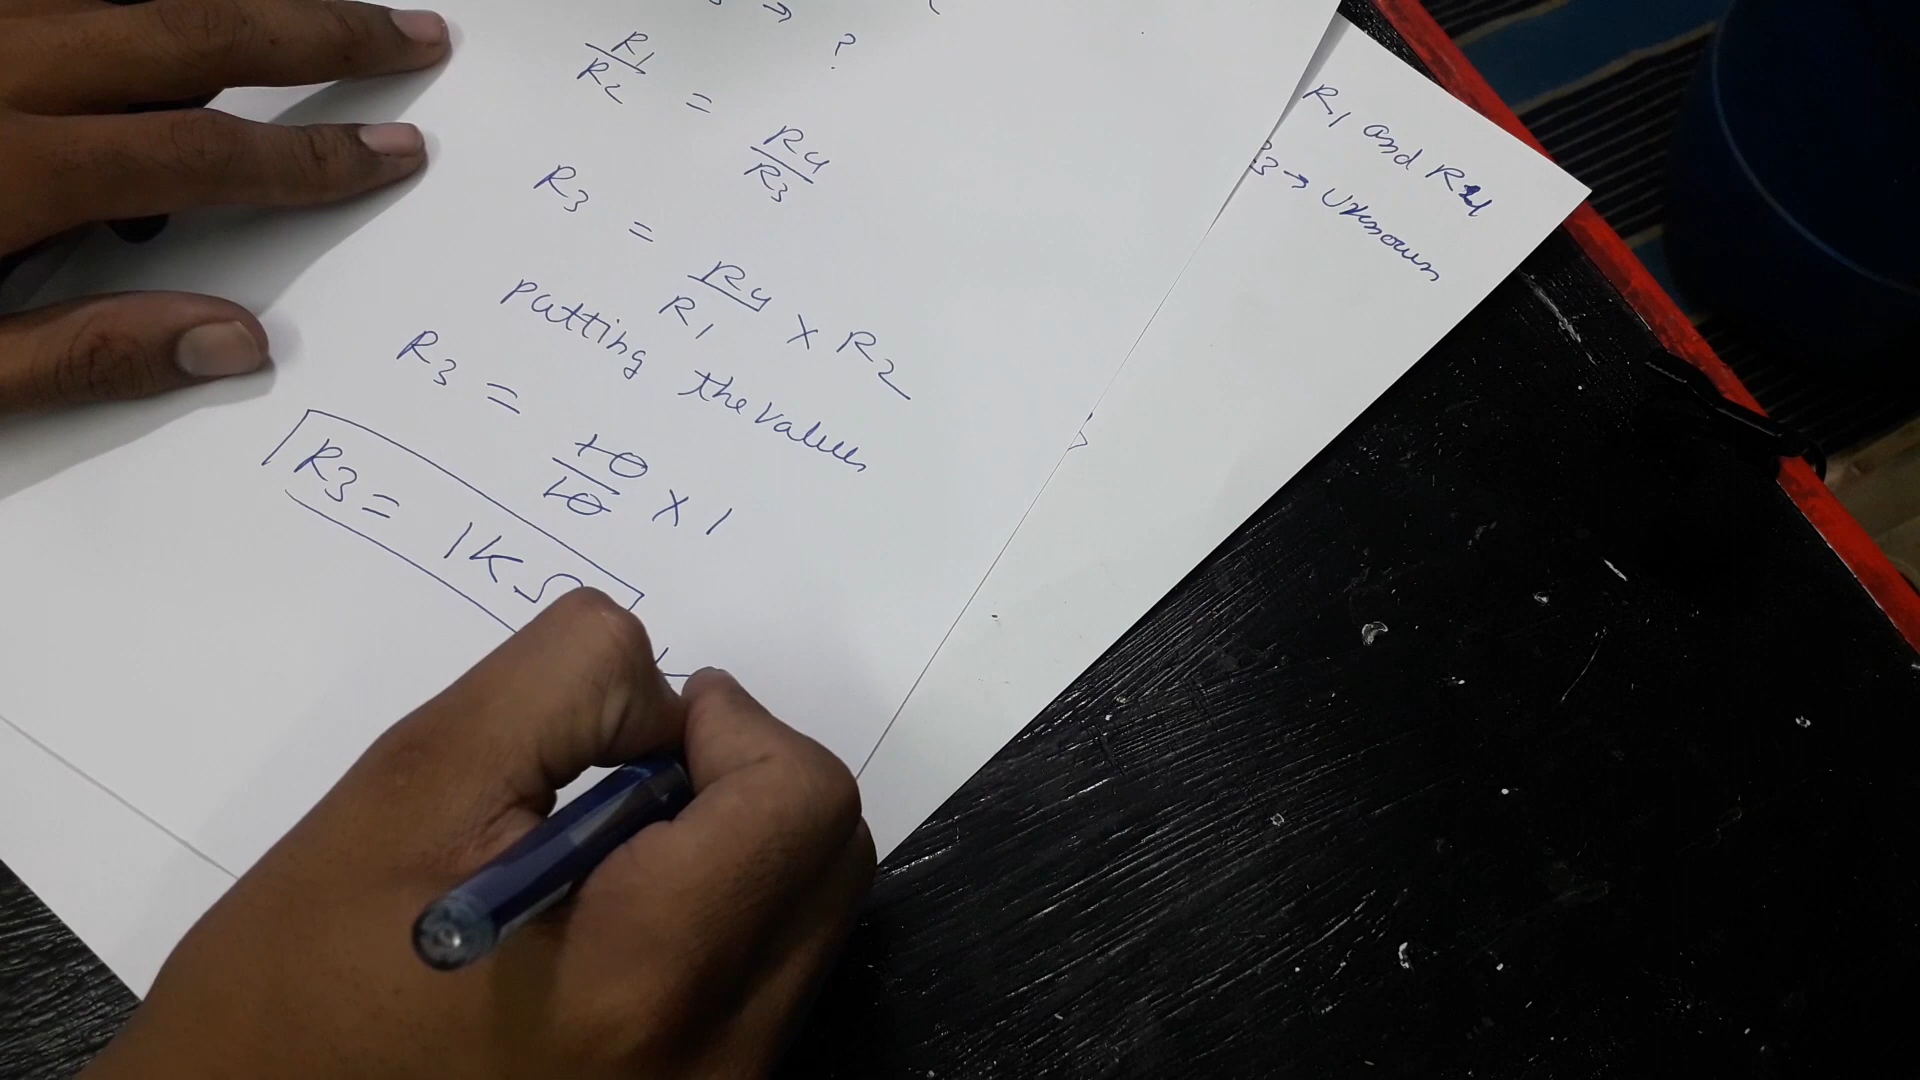 → ?
R1/R2 = R4/R3
R3 = R4/R1 × R2
putting the values
R3 = 10/10 × 1
R3 = 1KΩ
R1 and R4
R3 → Unknown